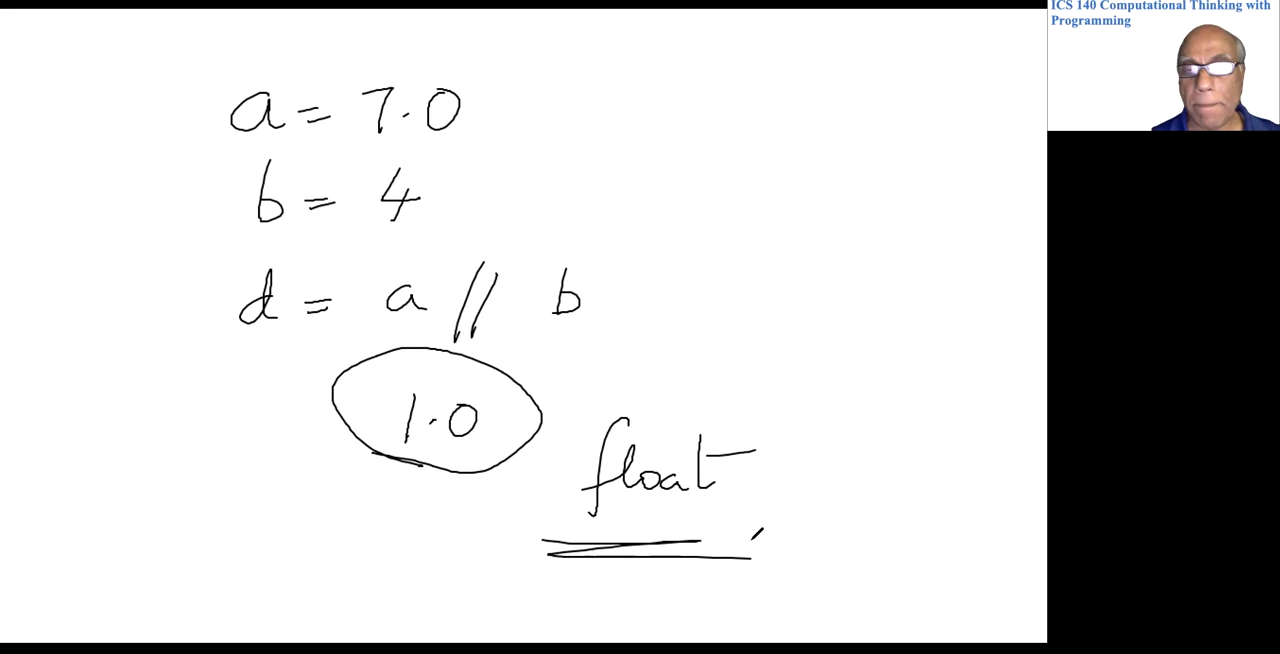 ICS 140 Computational Thinking with
Programming
a = 7.0
b = 4
d = a // b
1.0
float